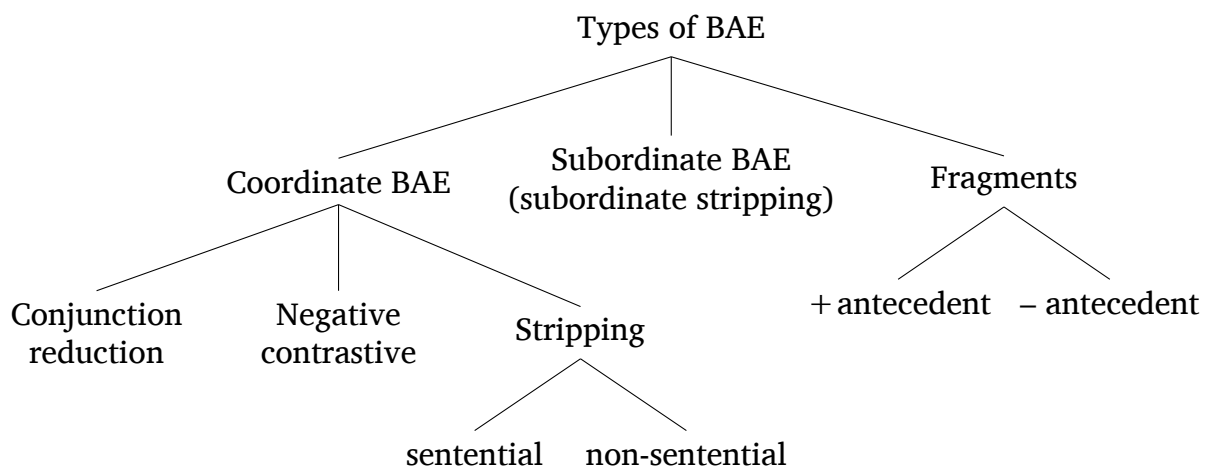 Types of BAE
Coordinate BAE
Subordinate BAE
(subordinate stripping)
Fragments
Conjunction
reduction
Negative
contrastive
Stripping
+antecedent
– antecedent
sentential
non-sentential